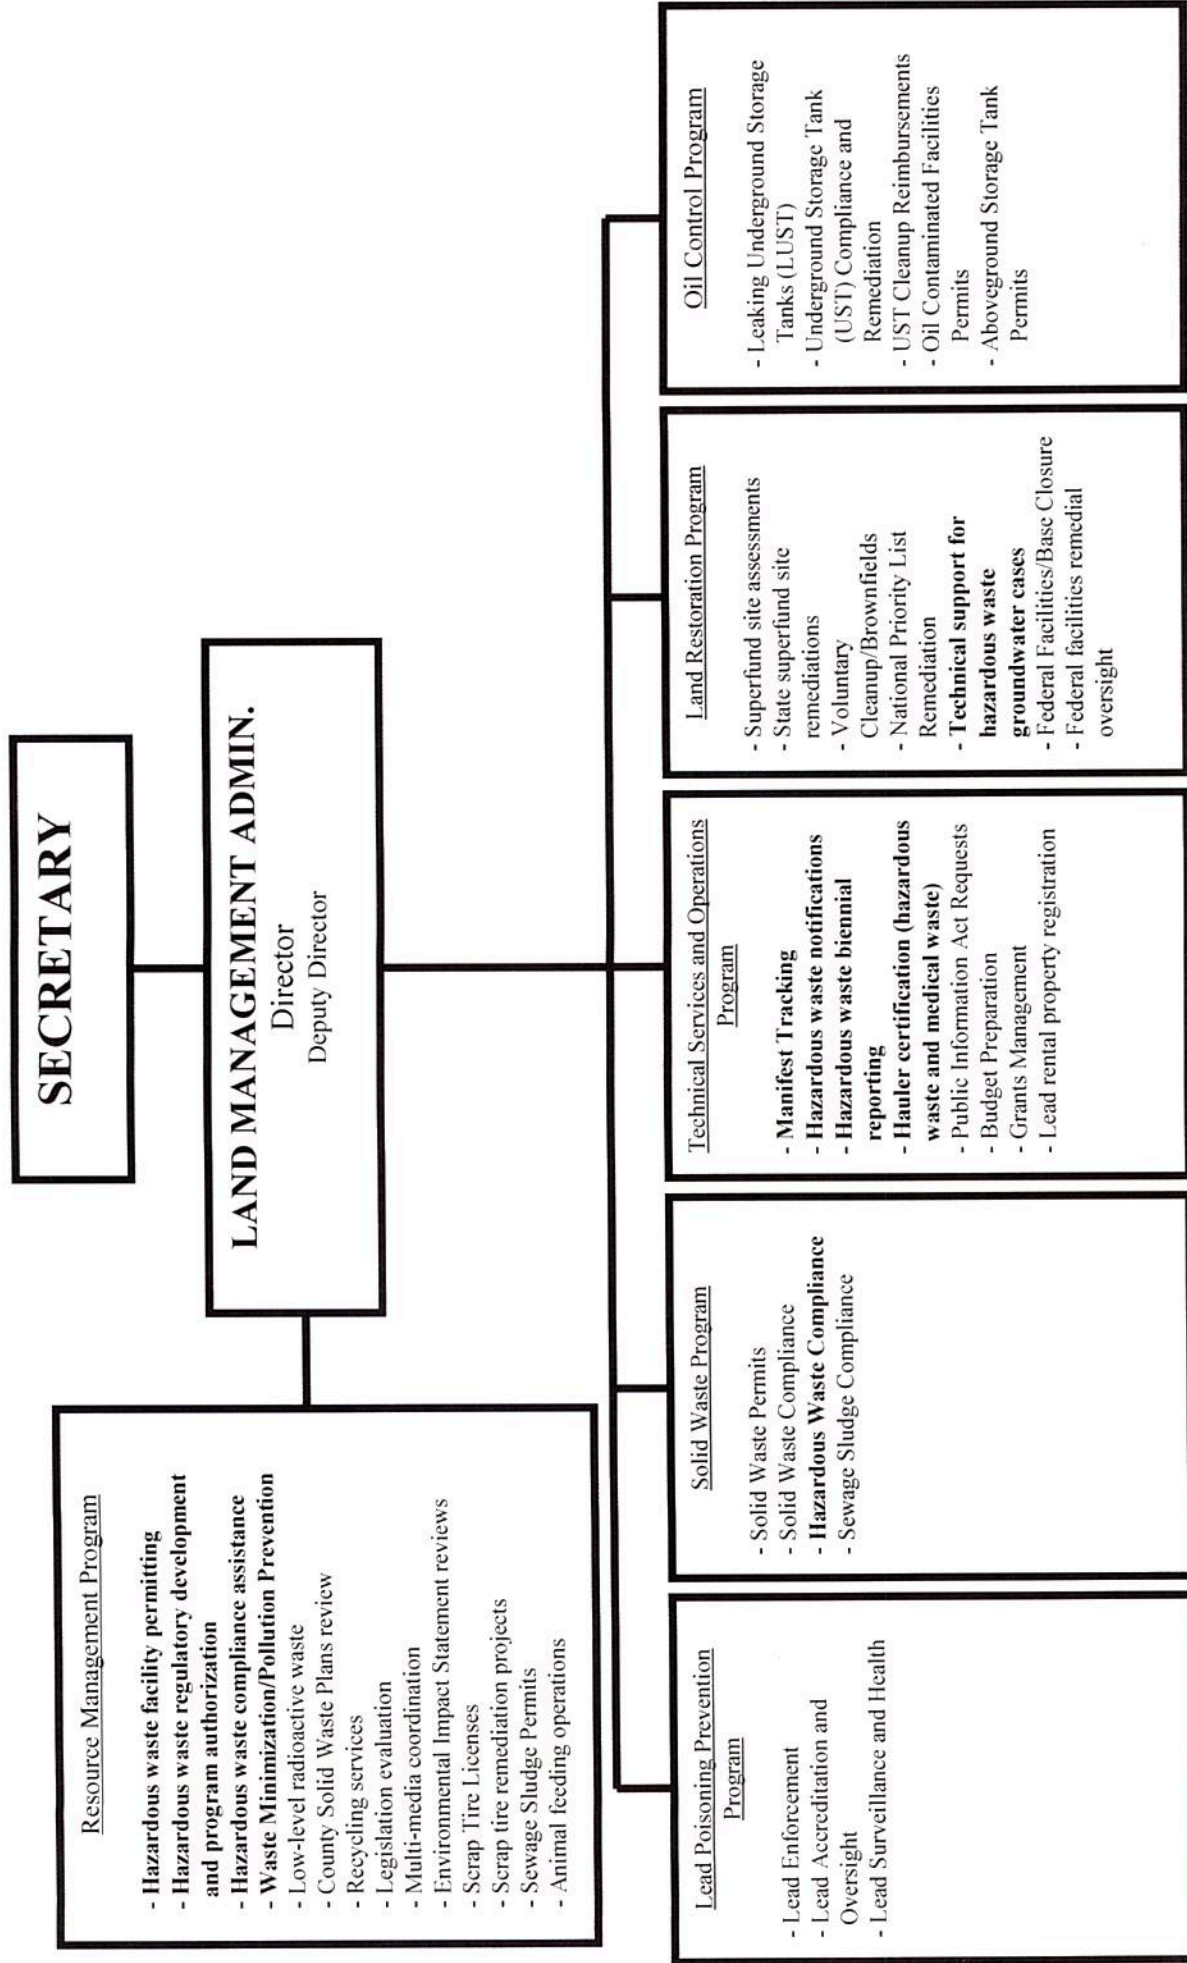 SECRETARY
LAND MANAGEMENT ADMIN.
Director
Deputy Director
Resource Management Program
- Hazardous waste facility permitting
- Hazardous waste regulatory development
and program authorization
- Hazardous waste compliance assistance
- Waste Minimization/Pollution Prevention
- Low-level radioactive waste
- County Solid Waste Plans review
- Recycling services
- Legislation evaluation
- Multi-media coordination
- Environmental Impact Statement reviews
- Scrap Tire Licenses
- Scrap tire remediation projects
- Sewage Sludge Permits
- Animal feeding operations
Lead Poisoning Prevention
Program
- Lead Enforcement
- Lead Accreditation and
Oversight
- Lead Surveillance and Health
Solid Waste Program
- Solid Waste Permits
- Solid Waste Compliance
- Hazardous Waste Compliance
- Sewage Sludge Compliance
Technical Services and Operations
Program
- Manifest Tracking
- Hazardous waste notifications
- Hazardous waste biennial
reporting
- Hauler certification (hazardous
waste and medical waste)
- Public Information Act Requests
- Budget Preparation
- Grants Management
- Lead rental property registration
Land Restoration Program
- Superfund site assessments
- State superfund site
remediations
- Voluntary
Cleanup/Brownfields
- National Priority List
Remediation
- Technical support for
hazardous waste
groundwater cases
- Federal Facilities/Base Closure
- Federal facilities remedial
oversight
Oil Control Program
- Leaking Underground Storage
Tanks (LUST)
- Underground Storage Tank
(UST) Compliance and
Remediation
- UST Cleanup Reimbursements
- Oil Contaminated Facilities
Permits
- Aboveground Storage Tank
Permits